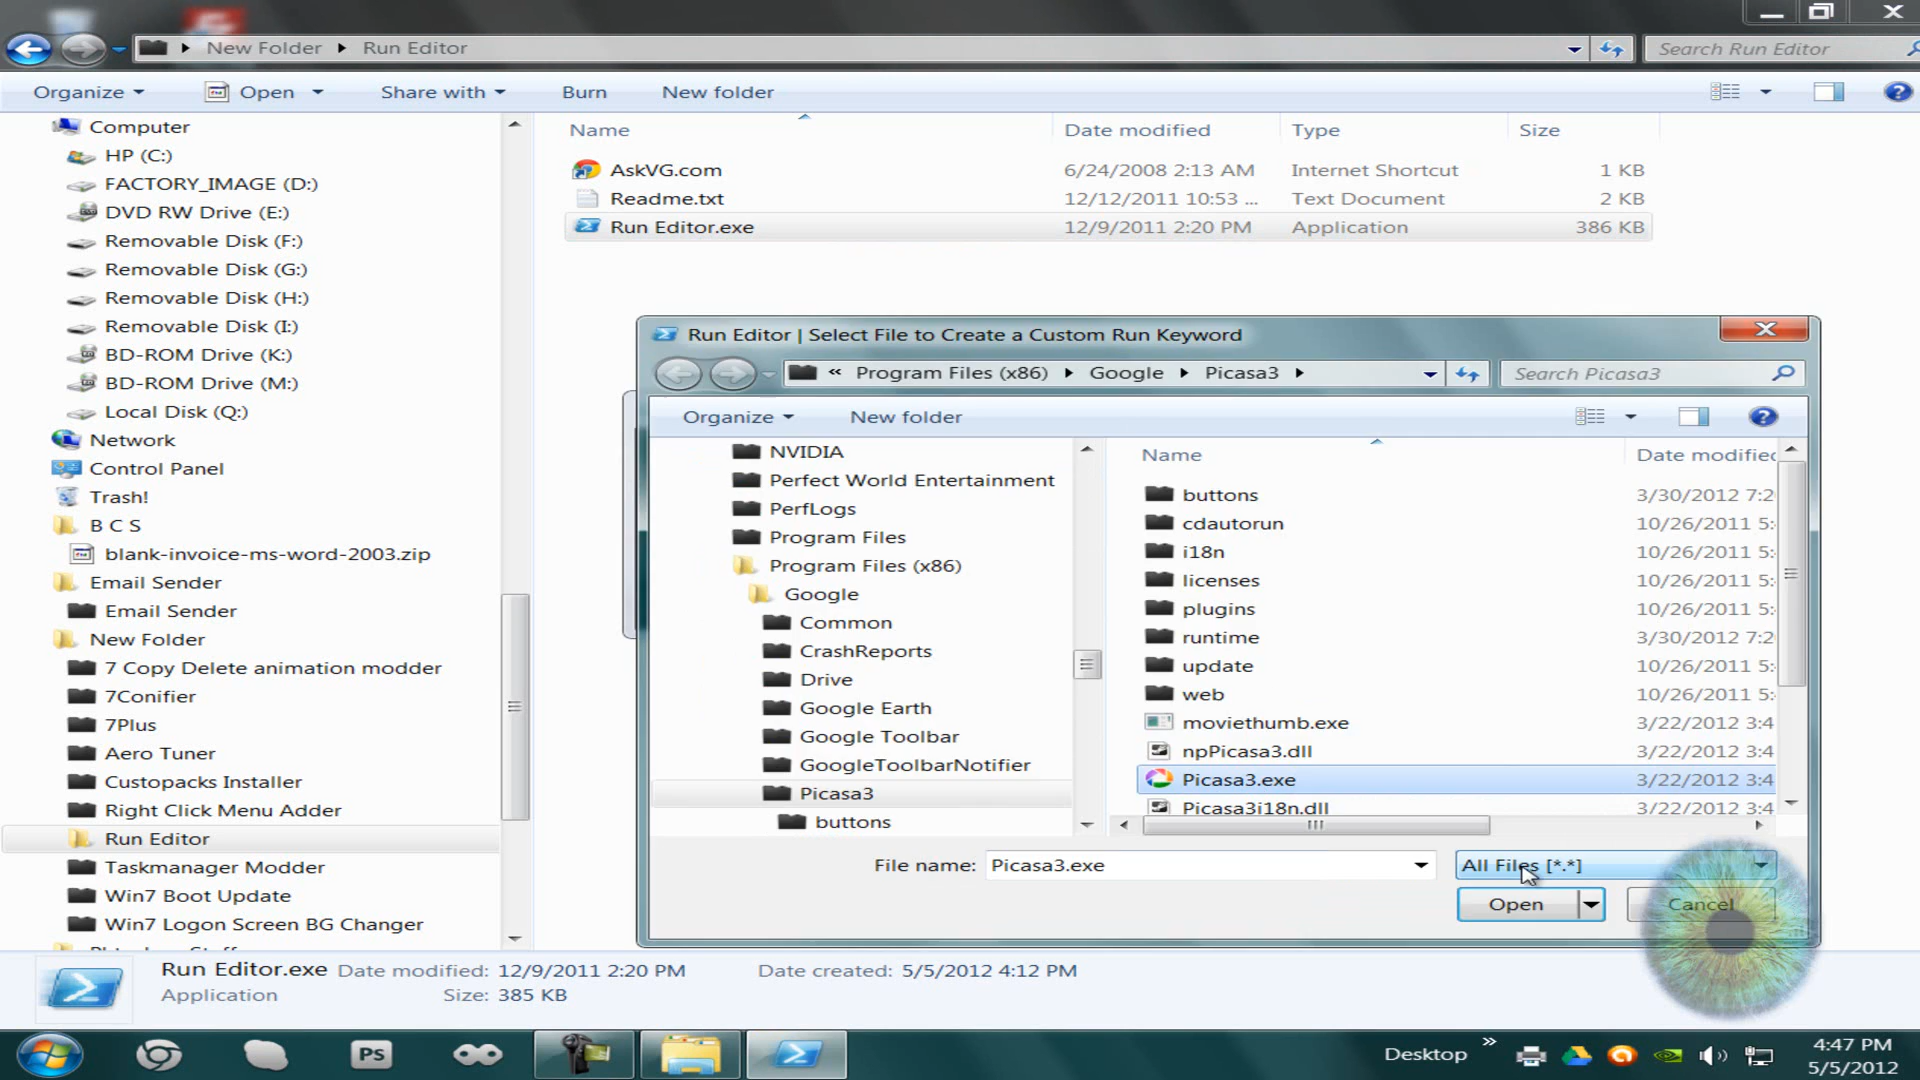 New Folder ▸ Run Editor
Search Run Editor
Organize
Open
Share with
Burn
New folder
Computer
HP (C:)
FACTORY_IMAGE (D:)
DVD RW Drive (E:)
Removable Disk (F:)
Removable Disk (G:)
Removable Disk (H:)
Removable Disk (I:)
BD-ROM Drive (K:)
BD-ROM Drive (M:)
Local Disk (Q:)
Network
Control Panel
Trash!
B C S
blank-invoice-ms-word-2003.zip
Email Sender
Email Sender
New Folder
7 Copy Delete animation modder
7Conifier
7Plus
Aero Tuner
Custopacks Installer
Right Click Menu Adder
Run Editor
Taskmanager Modder
Win7 Boot Update
Win7 Logon Screen BG Changer
Name Date modified Type Size
AskVG.com 6/24/2008 2:13 AM Internet Shortcut 1 KB
Readme.txt 12/12/2011 10:53 ... Text Document 2 KB
Run Editor.exe 12/9/2011 2:20 PM Application 386 KB
Run Editor | Select File to Create a Custom Run Keyword
« Program Files (x86) ▸ Google ▸ Picasa3 ▸
Search Picasa3
Organize
New folder
NVIDIA
Perfect World Entertainment
PerfLogs
Program Files
Program Files (x86)
Google
Common
CrashReports
Drive
Google Earth
Google Toolbar
GoogleToolbarNotifier
Picasa3
buttons
Name Date modified
buttons 3/30/2012 7:2
cdautorun 10/26/2011 5:
i18n 10/26/2011 5:
licenses 10/26/2011 5:
plugins 10/26/2011 5:
runtime 3/30/2012 7:2
update 10/26/2011 5:
web 10/26/2011 5:
moviethumb.exe 3/22/2012 3:4
npPicasa3.dll 3/22/2012 3:4
Picasa3.exe 3/22/2012 3:4
Picasa3i18n.dll 3/22/2012 3:4
File name: Picasa3.exe
All Files [*.*]
Open
Cancel
Run Editor.exe Date modified: 12/9/2011 2:20 PM Date created: 5/5/2012 4:12 PM
Application Size: 385 KB
PS
Desktop
4:47 PM
5/5/2012